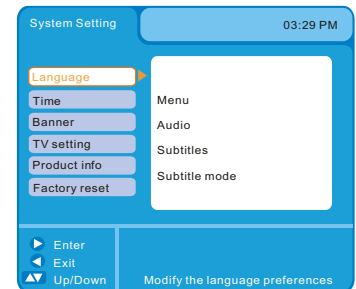 System Setting
03:29 PM
Language
Time
Banner
TV setting
Product info
Factory reset
Menu
Audio
Subtitles
Subtitle mode
Enter
Exit
Up/Down
Modify the language preferences